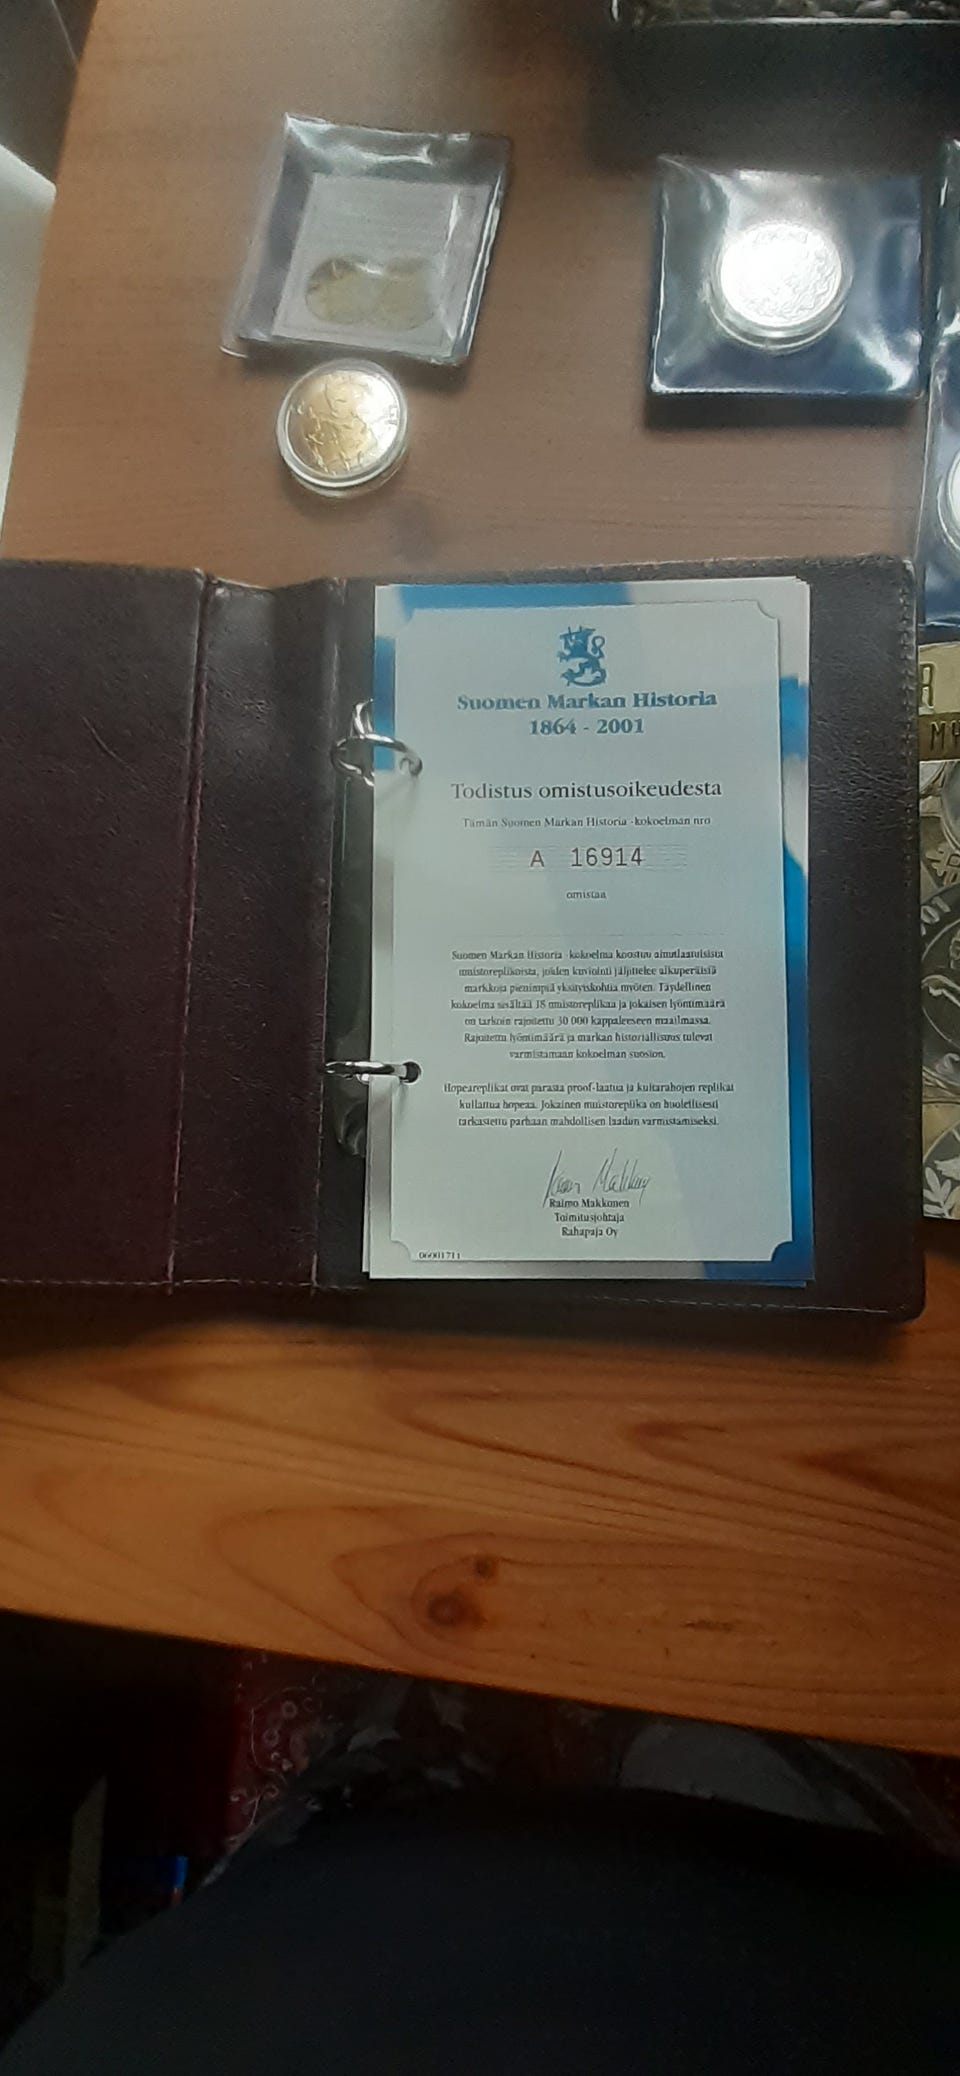 Suomen Markan Historia
1864 - 2001
Todistus omistusoikeudesta
Tämän Suomen Markan Historia -kokoelman nro
A 16914
omistaa
Suomen Markan Historia -kokoelma koostuu ainutlaatuisista
muistoreplikoista, joiden kuviointi jäljittelee alkuperäisiä
markkoja pienimpiä yksityiskohtia myöten. Täydellinen
kokoelma sisältää 18 muistoreplikaa ja jokaisen lyöntimäärä
on tarkoin rajoitettu 30 000 kappaleeseen maailmassa.
Rajoitettu lyöntimäärä ja markan historiallisuus tulevat
varmistamaan kokoelman suosion.
Hopeareplikat ovat parasta proof-laatua ja kultarahojen replikat
kullattua hopeaa. Jokainen muistoreplika on huolellisesti
tarkastettu parhaan mahdollisen laadun varmistamiseksi.
Raimo Makkonen
Toimitusjohtaja
Rahapaja Oy
06001711